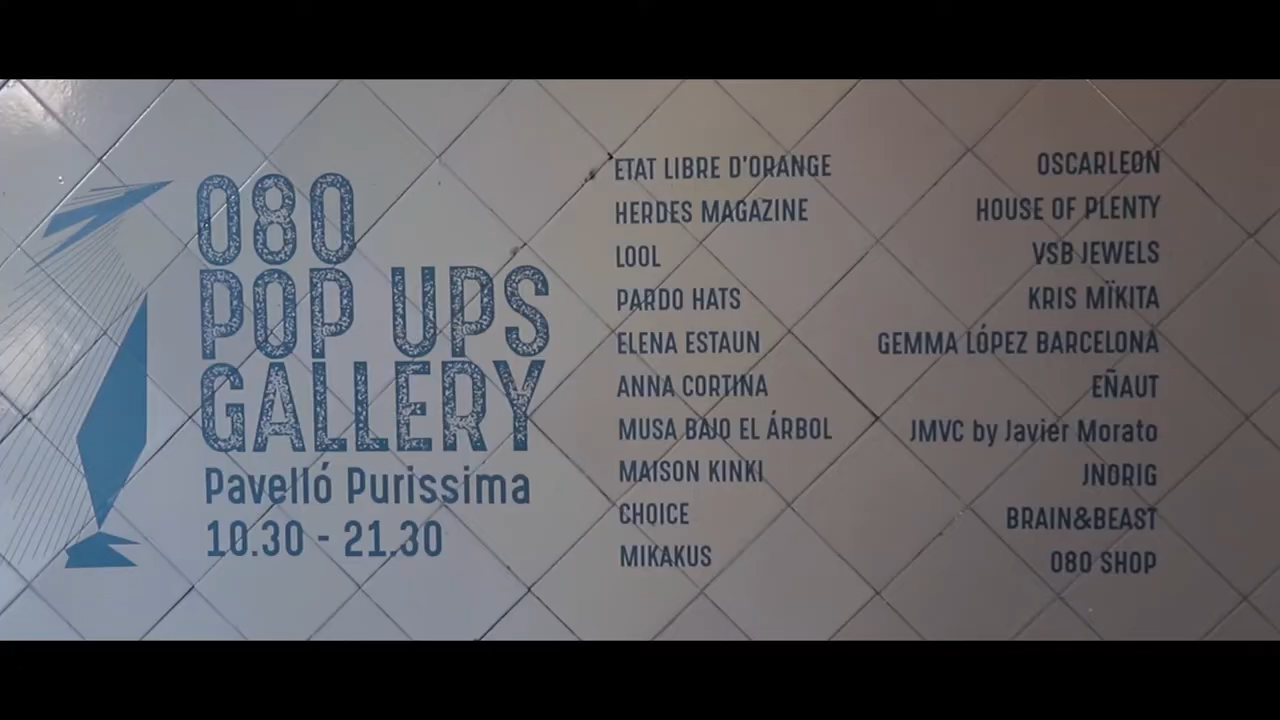 080
POP UPS
GALLERY
Pavelló Purissima
10.30 - 21.30
ETAT LIBRE D'ORANGE
HERDES MAGAZINE
LOOL
PARDO HATS
ELENA ESTAUN
ANNA CORTINA
MUSA BAJO EL ÁRBOL
MAISON KINKI
CHOICE
MIKAKUS
OSCARLEON
HOUSE OF PLENTY
VSB JEWELS
KRIS MÏKITA
GEMMA LÓPEZ BARCELONA
EÑAUT
JMVC by Javier Morato
JNORIG
BRAIN&BEAST
080 SHOP